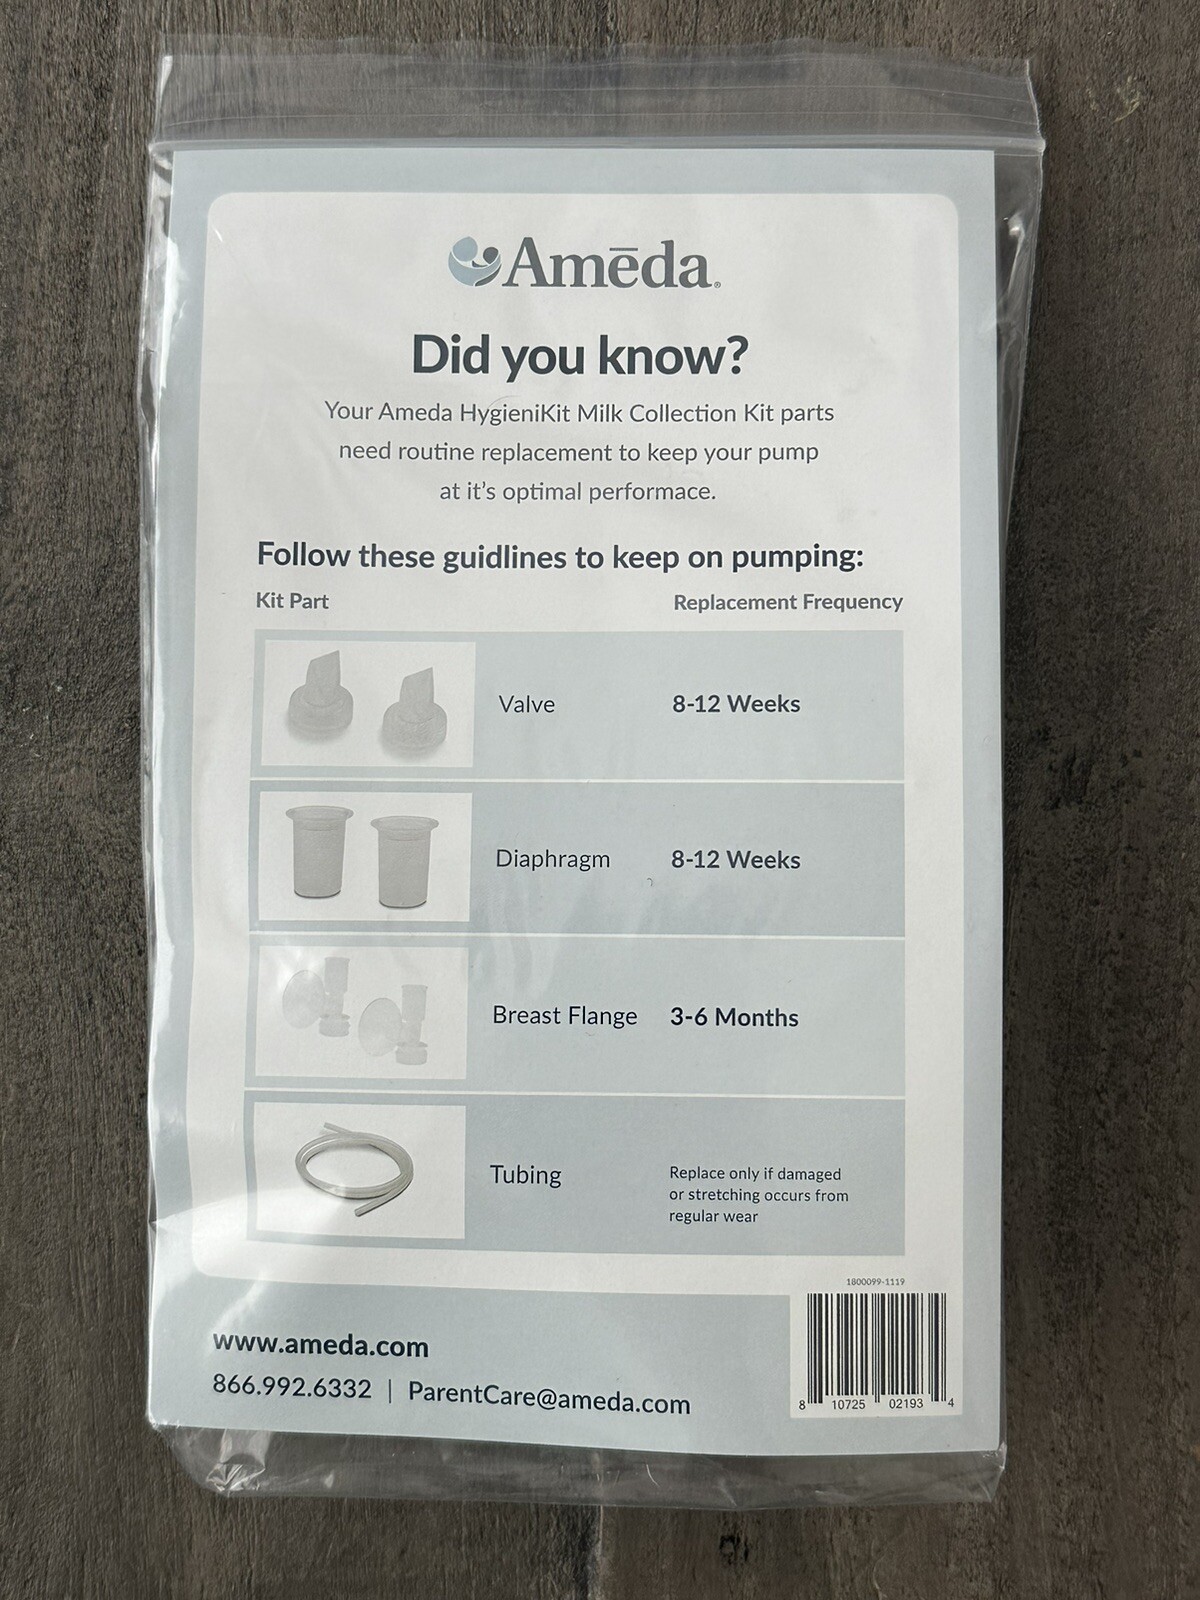 Amēda®
Did you know?
Your Ameda HygieniKit Milk Collection Kit parts
need routine replacement to keep your pump
at it's optimal performace.
Follow these guidlines to keep on pumping:
Kit Part Replacement Frequency
Valve 8-12 Weeks
Diaphragm 8-12 Weeks
Breast Flange 3-6 Months
Tubing Replace only if damaged
or stretching occurs from
regular wear
1800099-1119
www.ameda.com
866.992.6332 | ParentCare@ameda.com
8 10725 02193 4